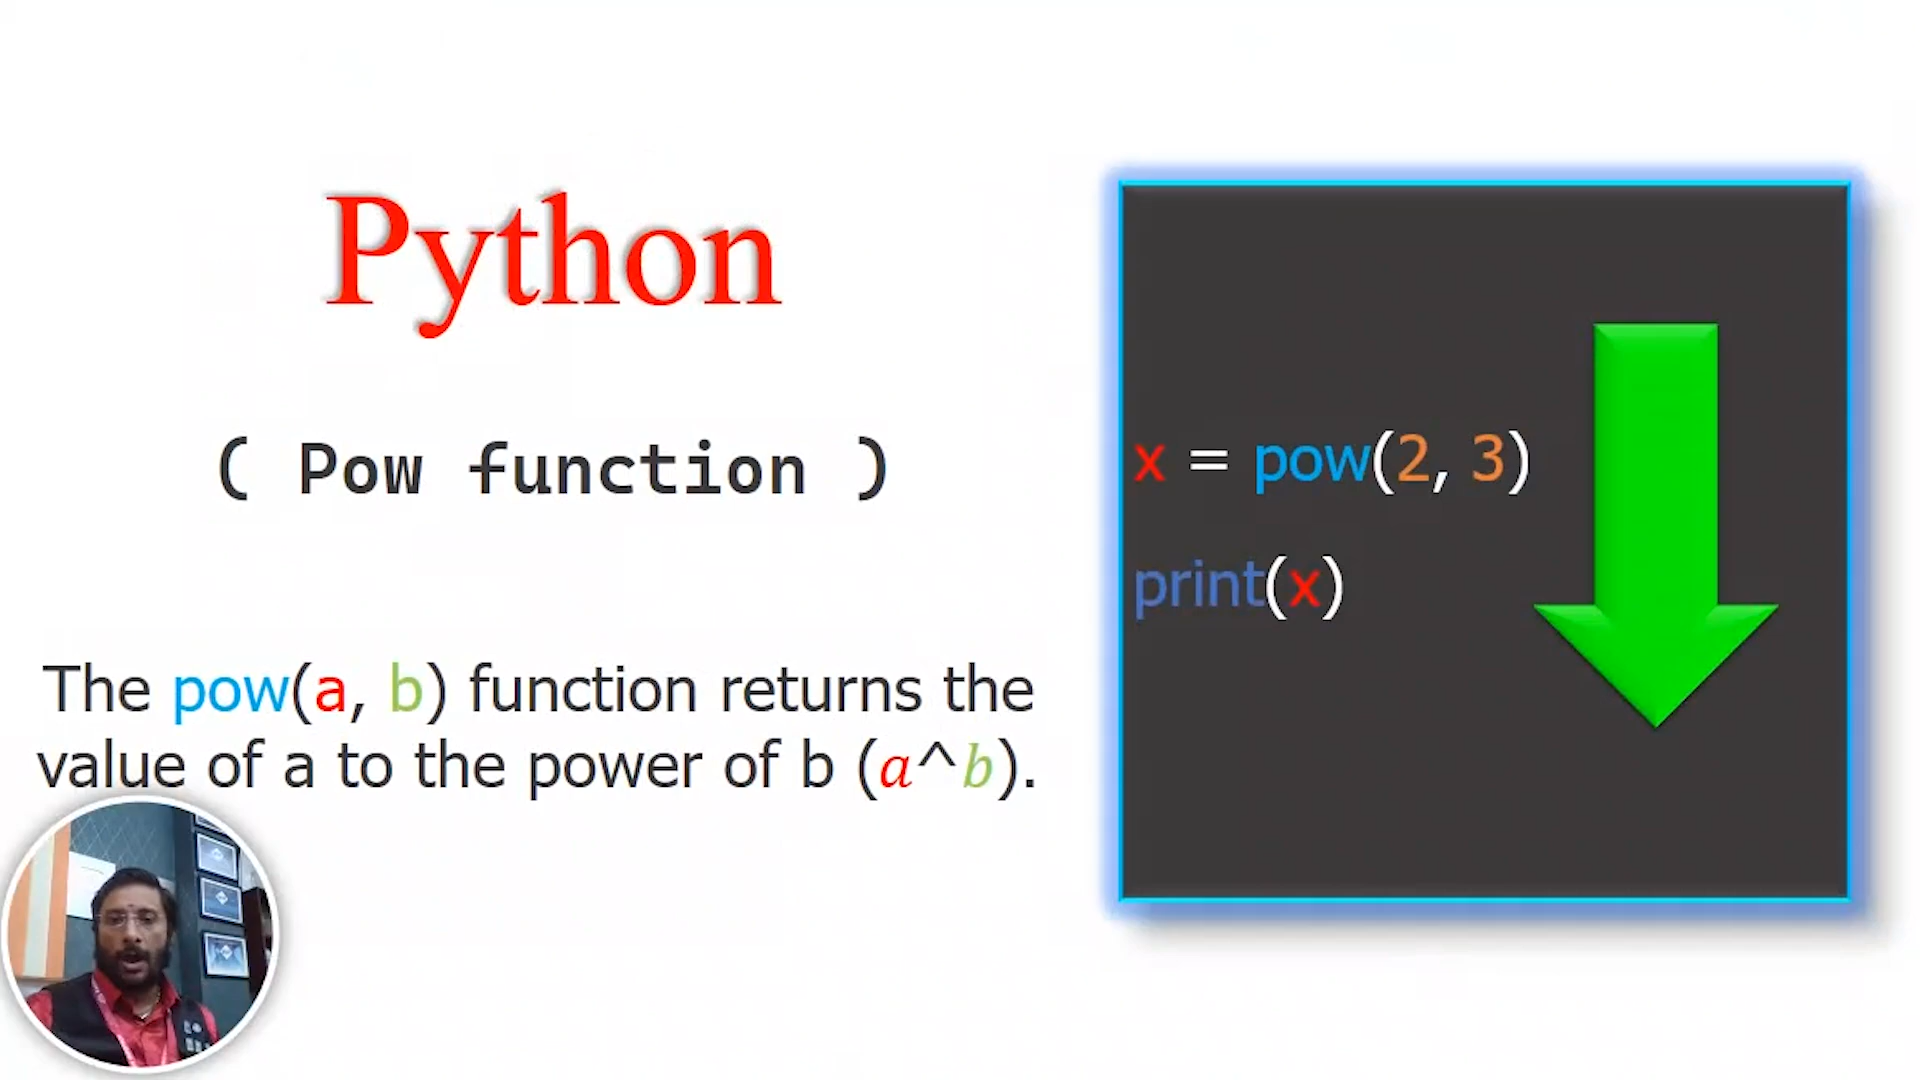 Python
( Pow function )
The pow(a, b) function returns the
value of a to the power of b (a^b).
x = pow(2, 3)
print(x)